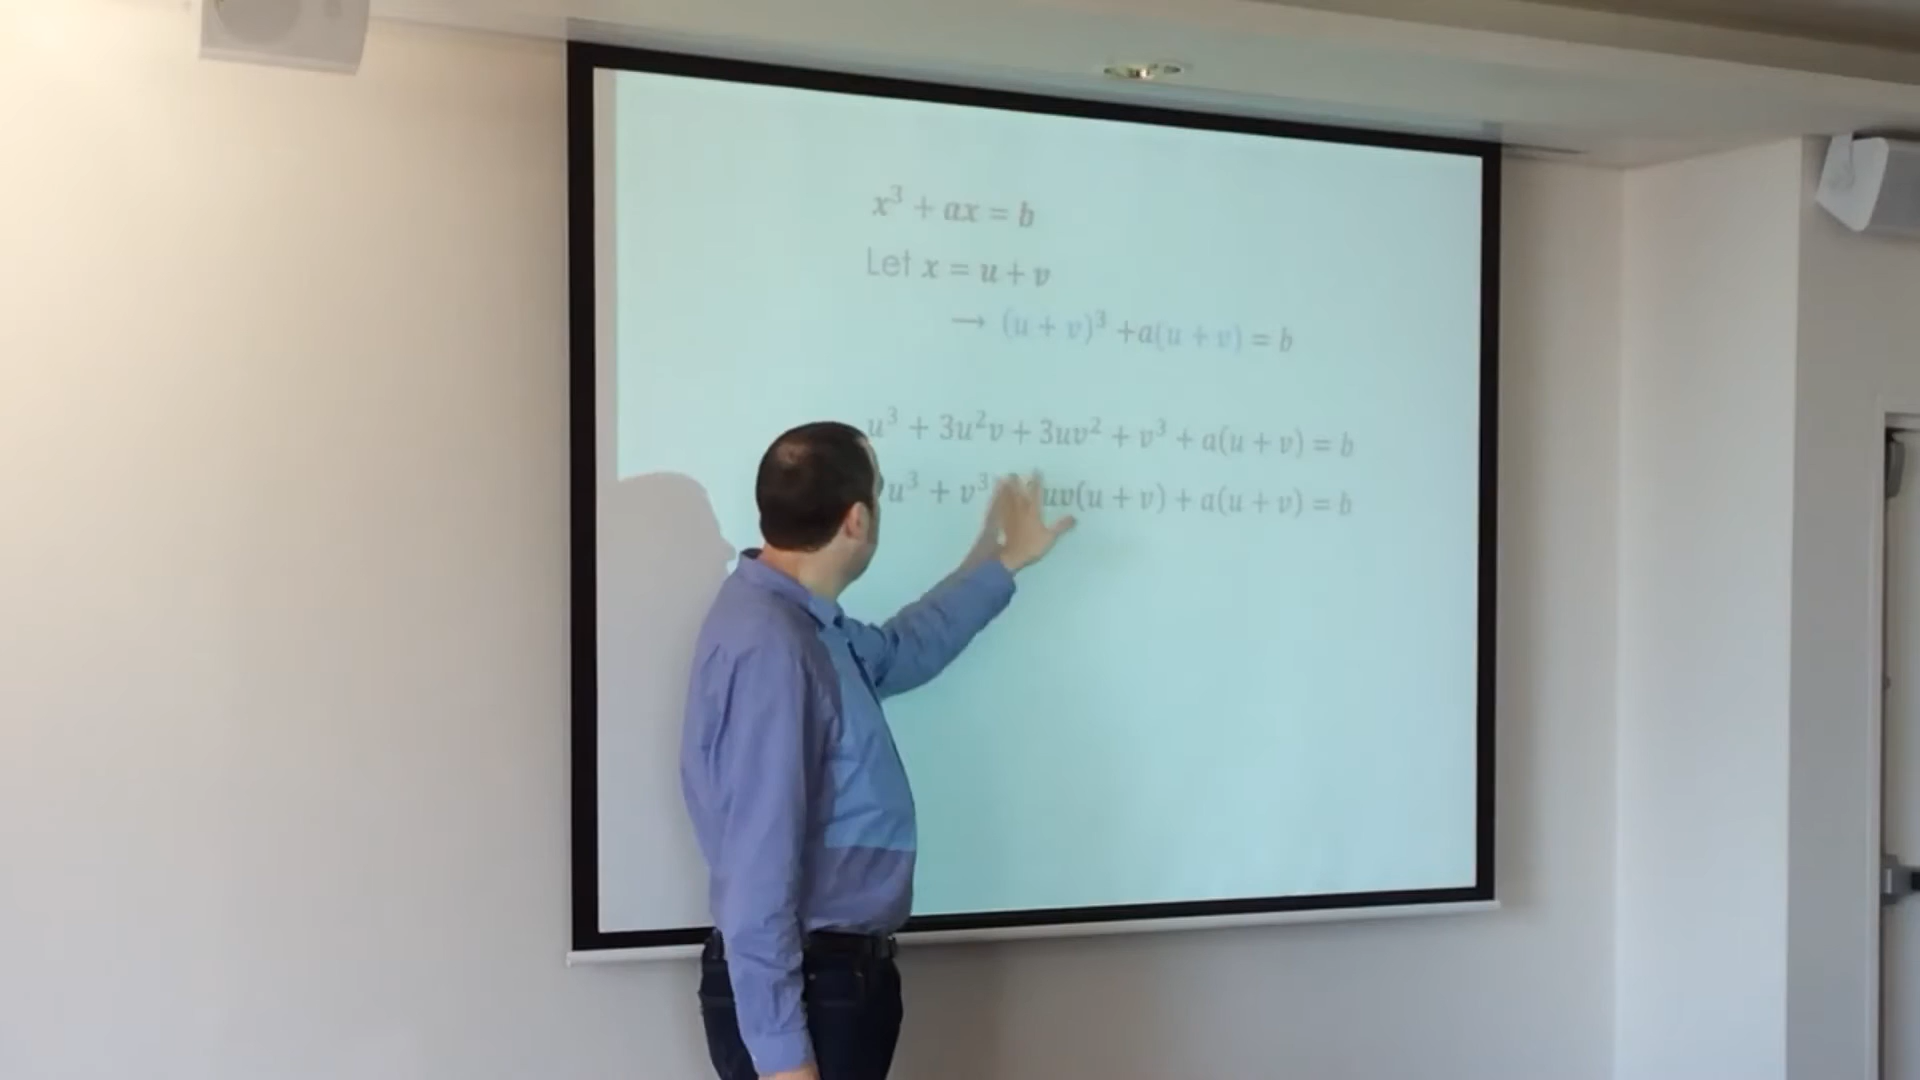 x³ + ax = b
Let x = u + v
→ (u + v)³ +a(u + v) = b
u³ + 3u²v + 3uv² + v³ + a(u + v) = b
u³ + v³ uv(u + v) + a(u + v) = b